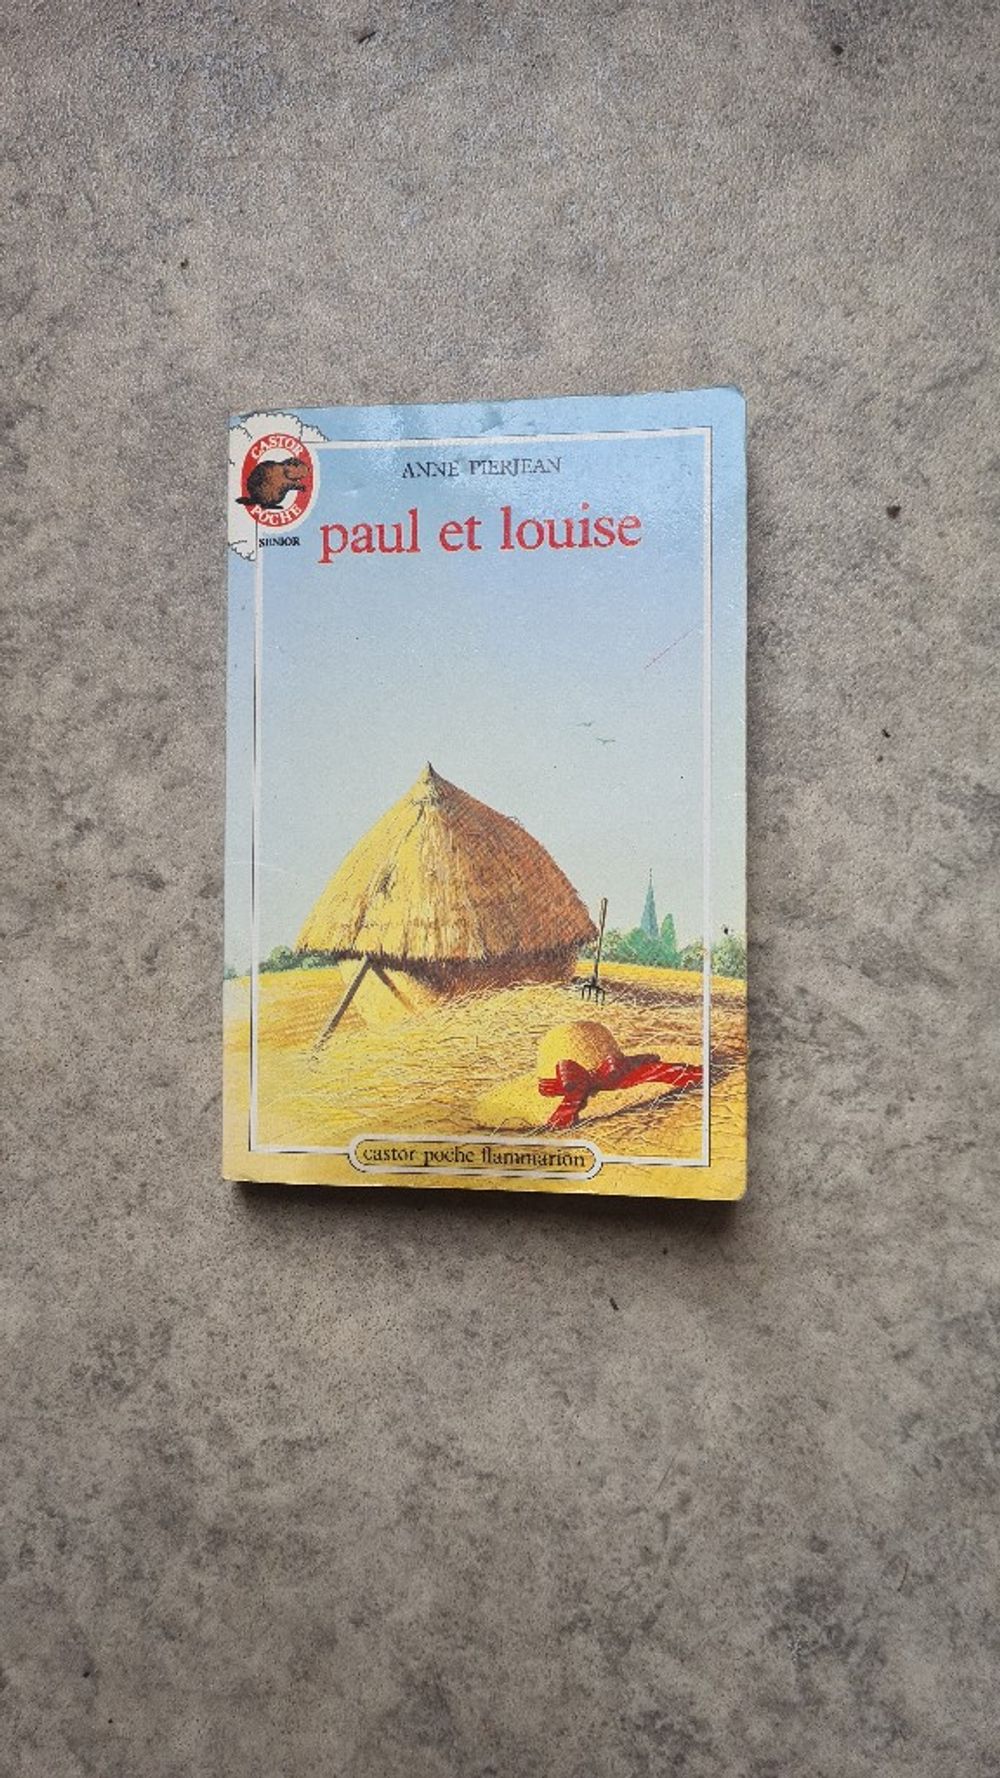 CASTOR
POCHE
SENIOR
ANNE PIERJEAN
paul et louise
castor poche flammarion